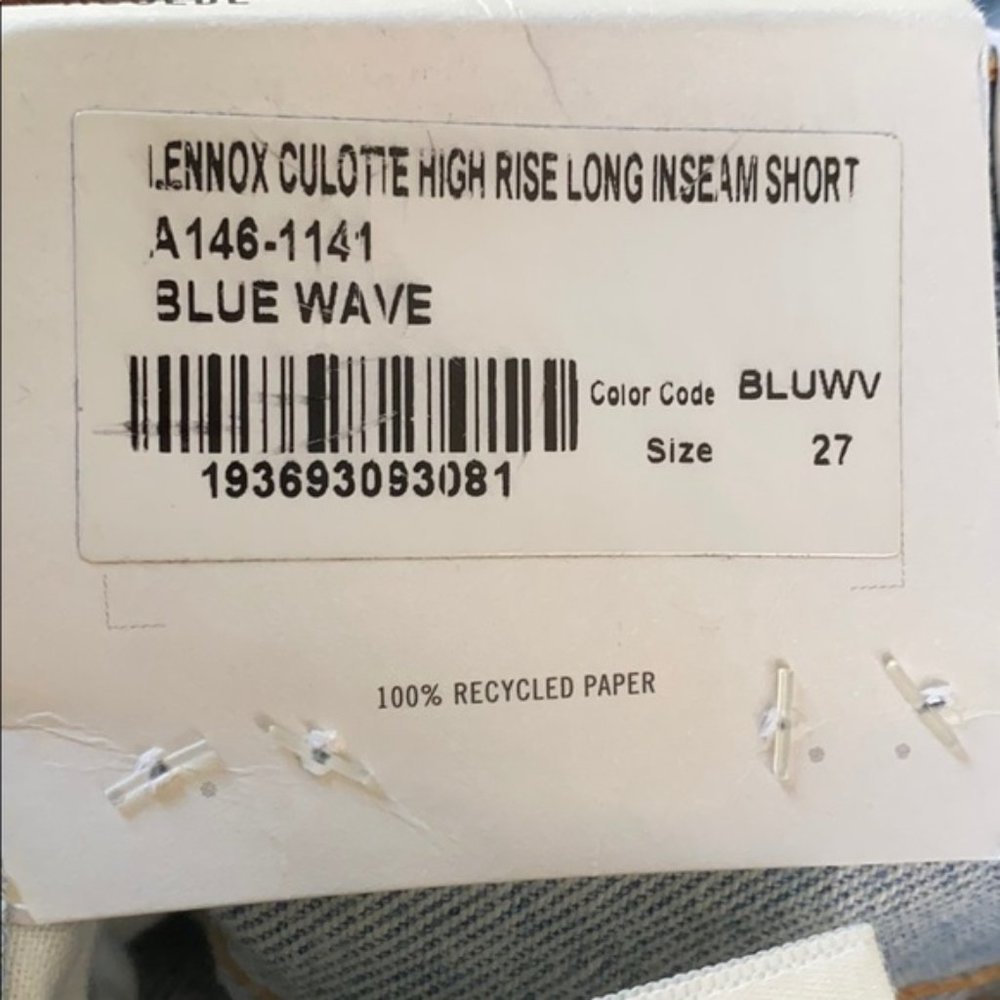 LENNOX CULOTTE HIGH RISE LONG INSEAM SHORT
A146-1141
BLUE WAVE
Color Code BLUWV
Size 27
193693093081
100% RECYCLED PAPER